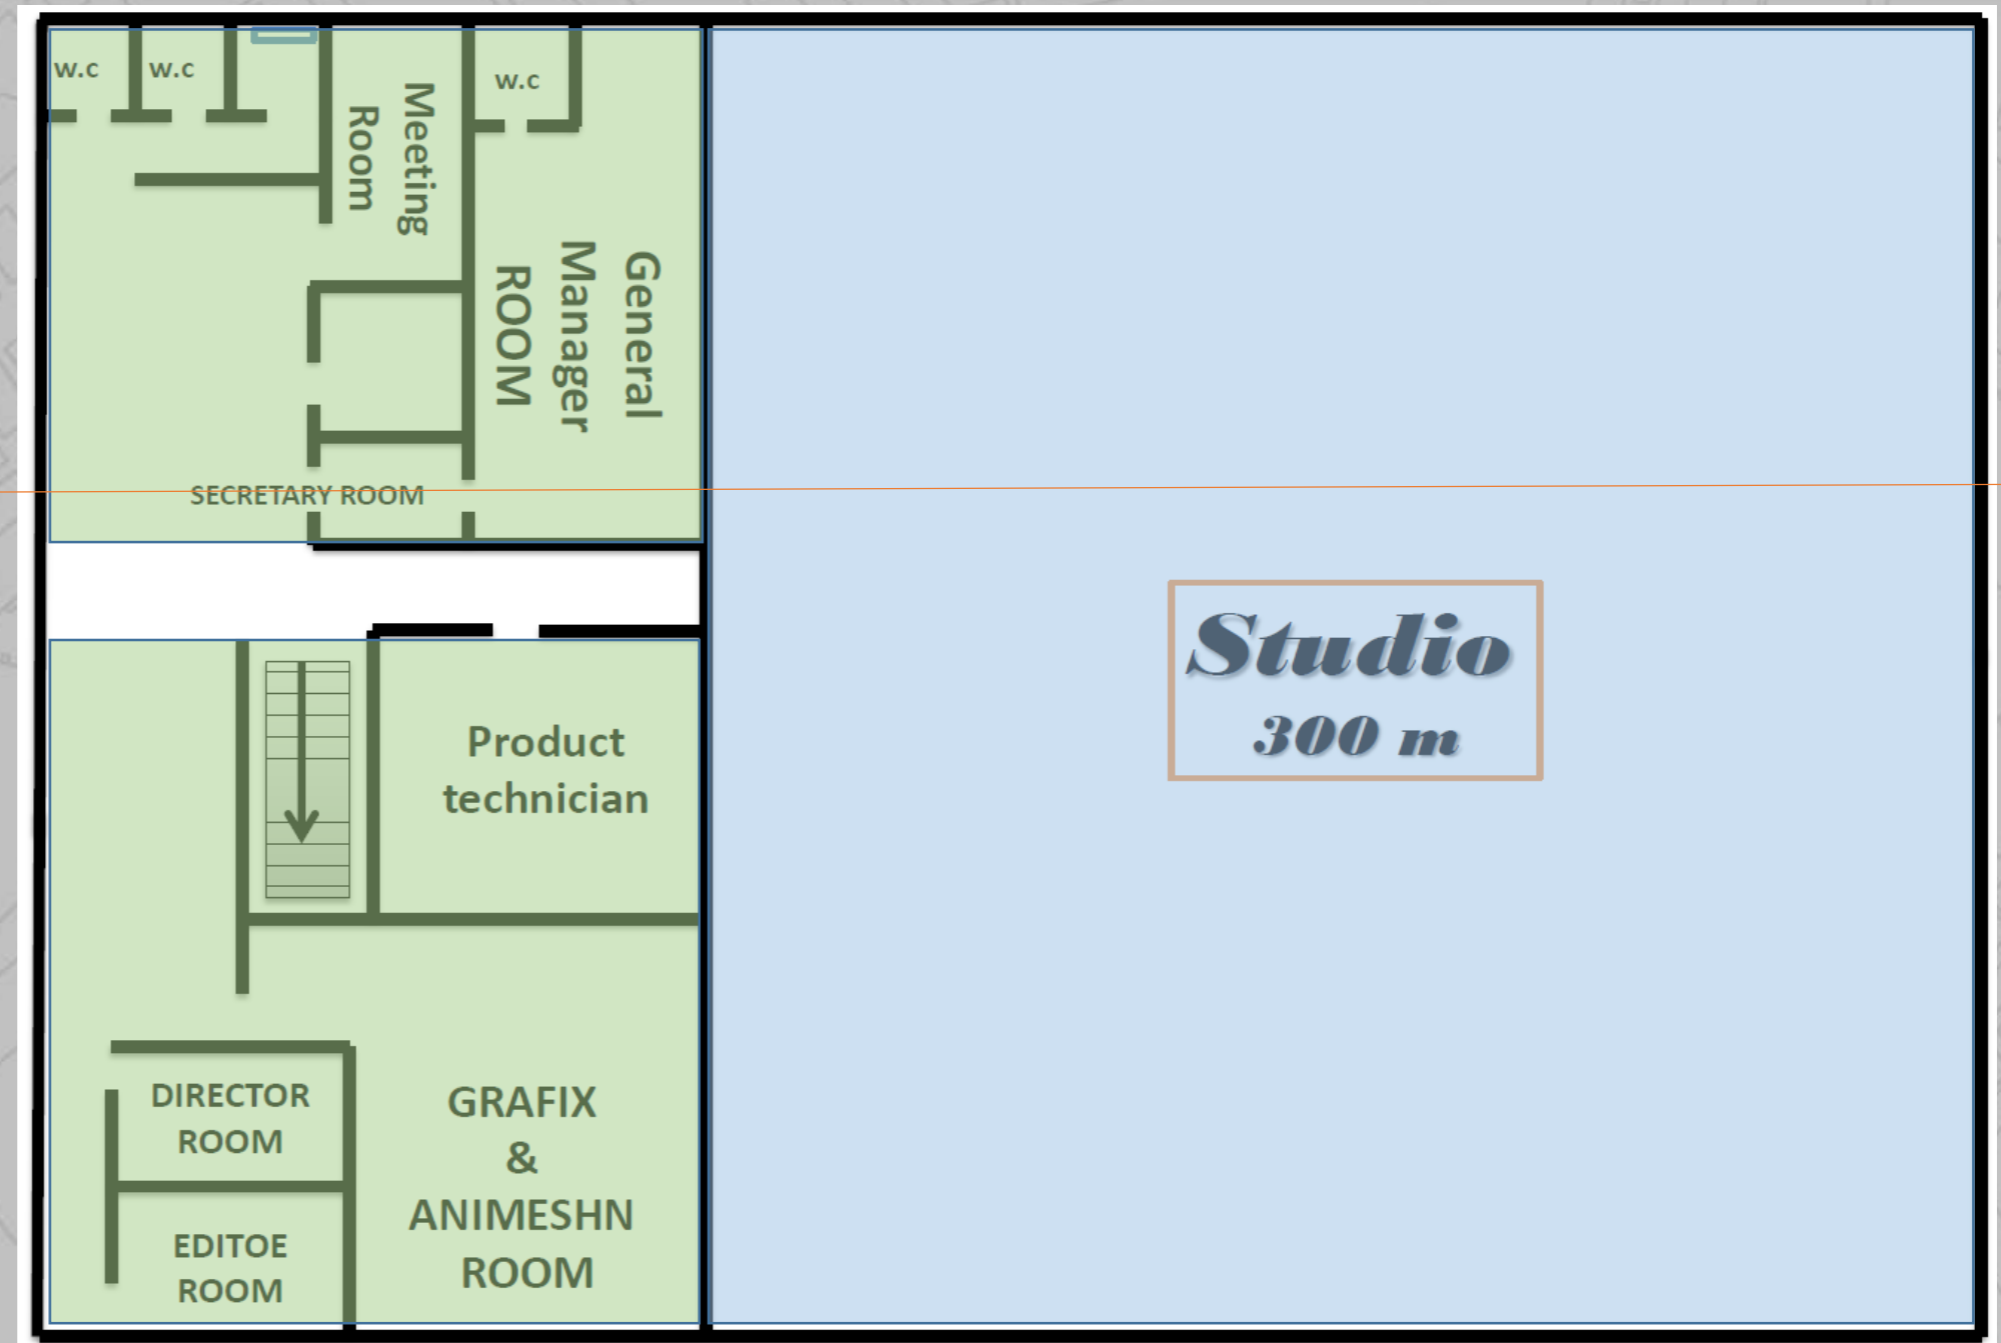 w.c
w.c
w.c
Meeting
Room
General
Manager
ROOM
SECRETARY ROOM
Studio
300 m
Product
technician
DIRECTOR
ROOM
EDITOE
ROOM
GRAFIX
&
ANIMESHN
ROOM